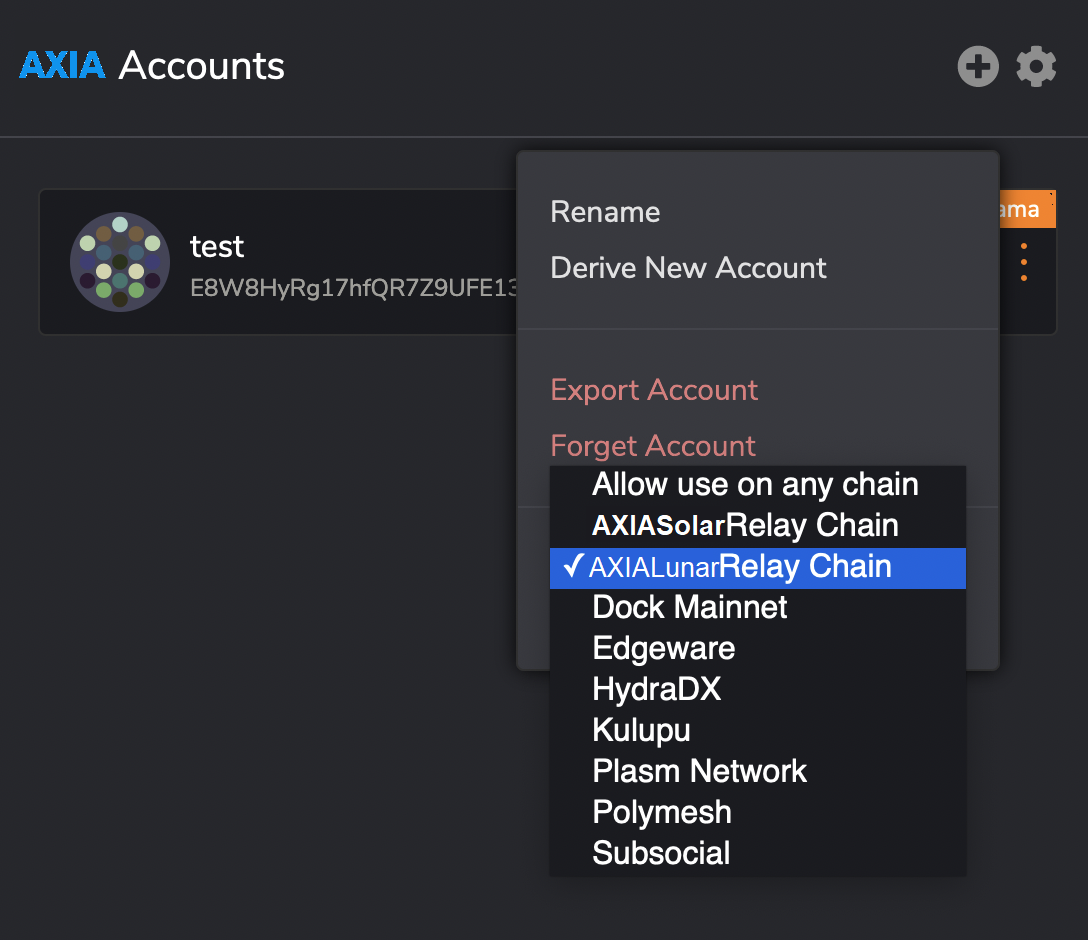 AXIA Accounts
test
E8W8HyRg17hfQR7Z9UFE13
ama
Rename
Derive New Account
Export Account
Forget Account
Allow use on any chain
AXIASolarRelay Chain
✓AXIALunarRelay Chain
Dock Mainnet
Edgeware
HydraDX
Kulupu
Plasm Network
Polymesh
Subsocial